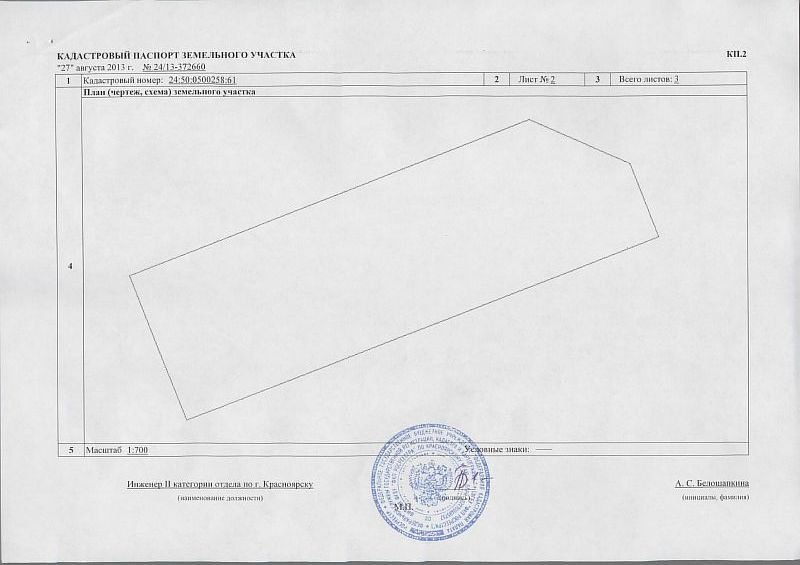 КАДАСТРОВЫЙ ПАСПОРТ ЗЕМЕЛЬНОГО УЧАСТКА КП.2
"27" августа 2013 г. № 24/13-372660
1 Кадастровый номер: 24:50:0500258:61 2 Лист № 2 3 Всего листов: 3
План (чертеж, схема) земельного участка
4
5 Масштаб 1:700 Условные знаки:
Инженер II категории отдела по г. Красноярску А. С. Белошапкина
(наименование должности) (подпись) (инициалы, фамилия)
М.П.